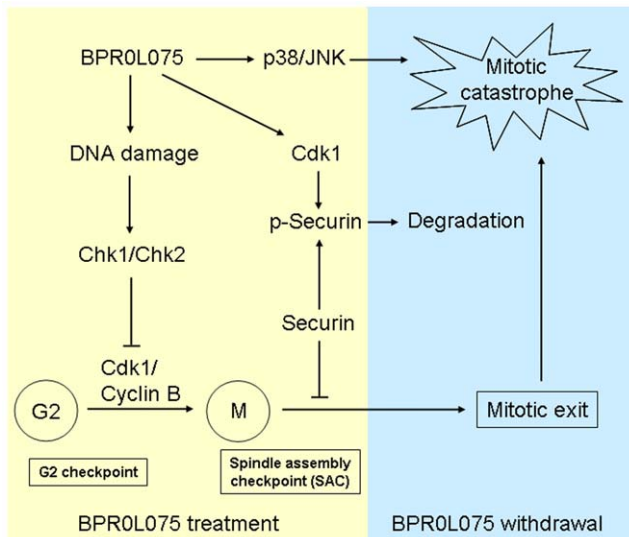 BPR0L075
p38/JNK
Mitotic
catastrophe
DNA damage
Cdk1
p-Securin
Degradation
Chk1/Chk2
Securin
Cdk1/
Cyclin B
G2
M
Mitotic exit
G2 checkpoint
Spindle assembly
checkpoint (SAC)
BPR0L075 treatment
BPR0L075 withdrawal